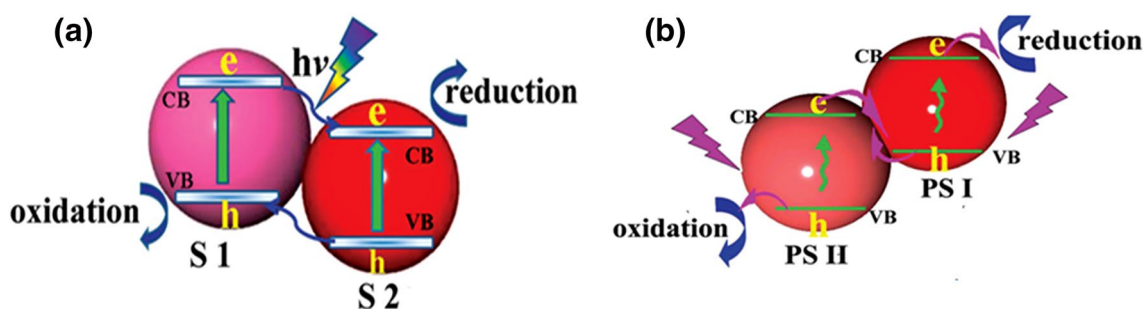 (a)
e
hν
CB
e
reduction
CB
VB
VB
oxidation
h
S 1
h
S 2
(b)
e
reduction
CB
e
CB
h
VB
PS I
h
VB
oxidation
PS II